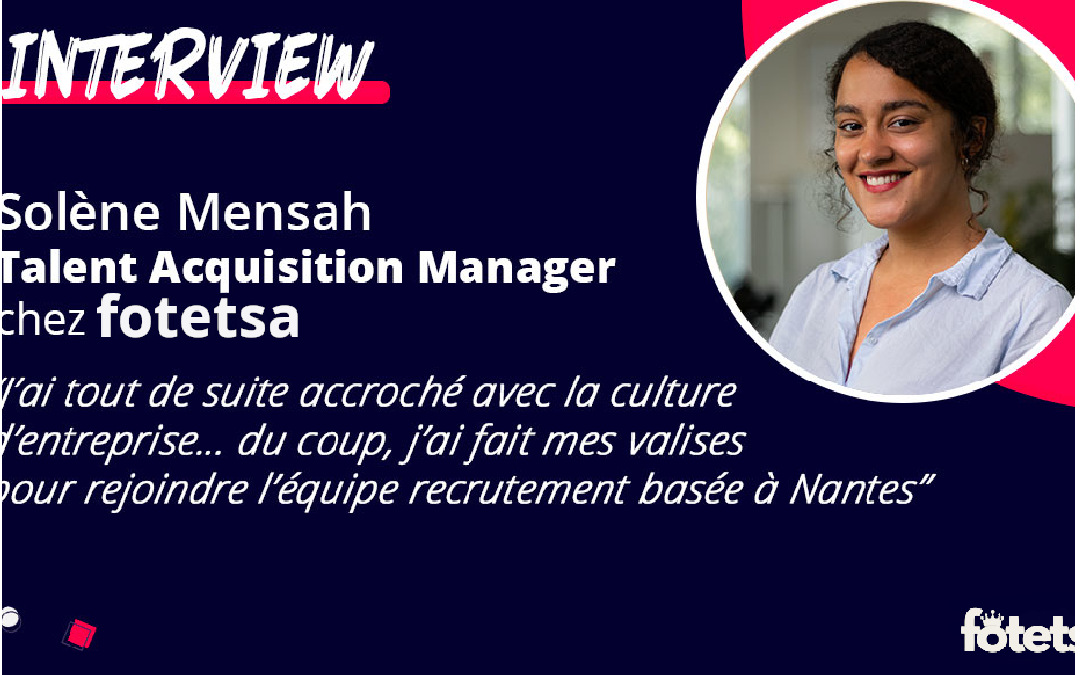 INTERVIEW
Solène Mensah
Talent Acquisition Manager
chez fotetsa
“J’ai tout de suite accroché avec la culture
d’entreprise... du coup, j’ai fait mes valises
pour rejoindre l’équipe recrutement basée à Nantes”
fotets